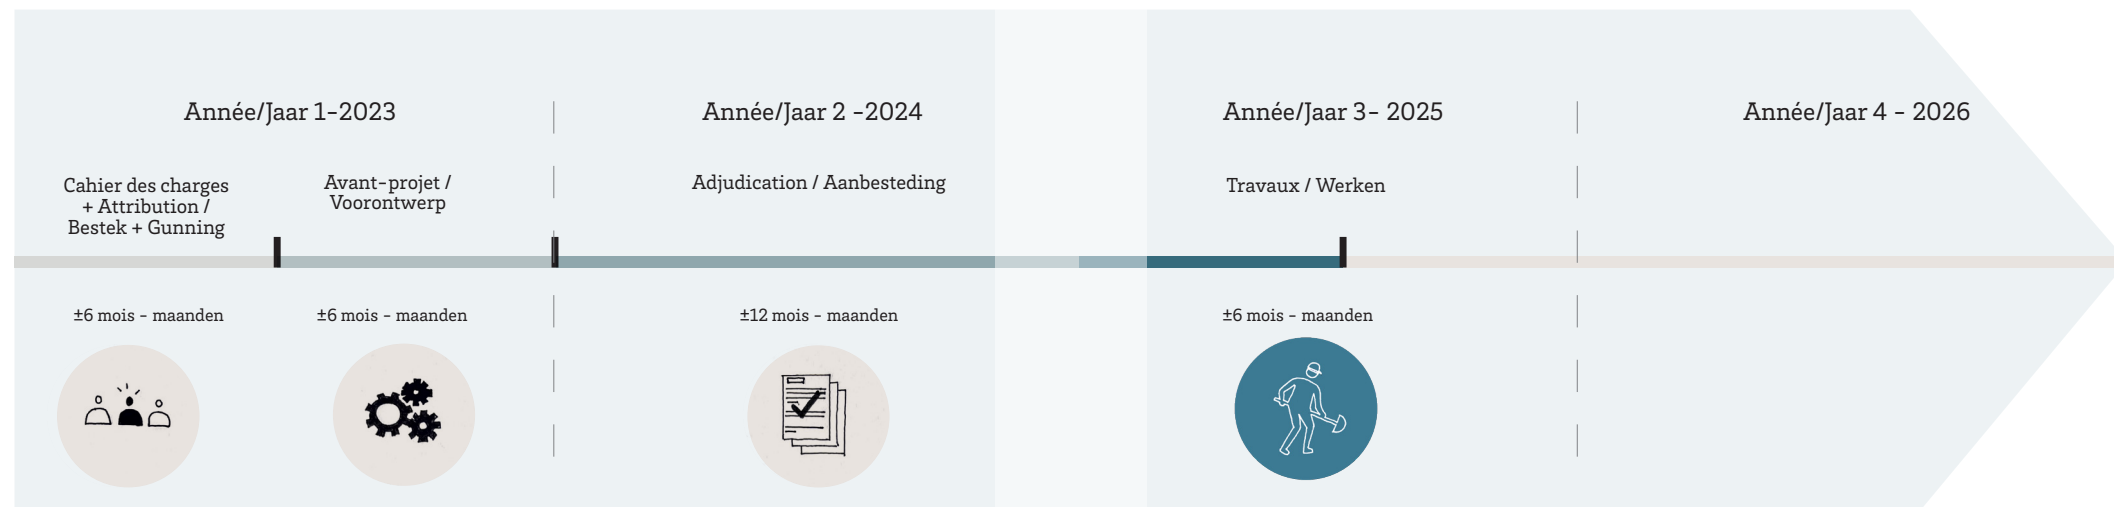 Année/Jaar 1-2023
Année/Jaar 2 -2024
Année/Jaar 3- 2025
Année/Jaar 4 - 2026
Cahier des charges
+ Attribution /
Bestek + Gunning
Avant-projet /
Voorontwerp
Adjudication / Aanbesteding
Travaux / Werken
±6 mois - maanden
±6 mois - maanden
±12 mois - maanden
±6 mois - maanden